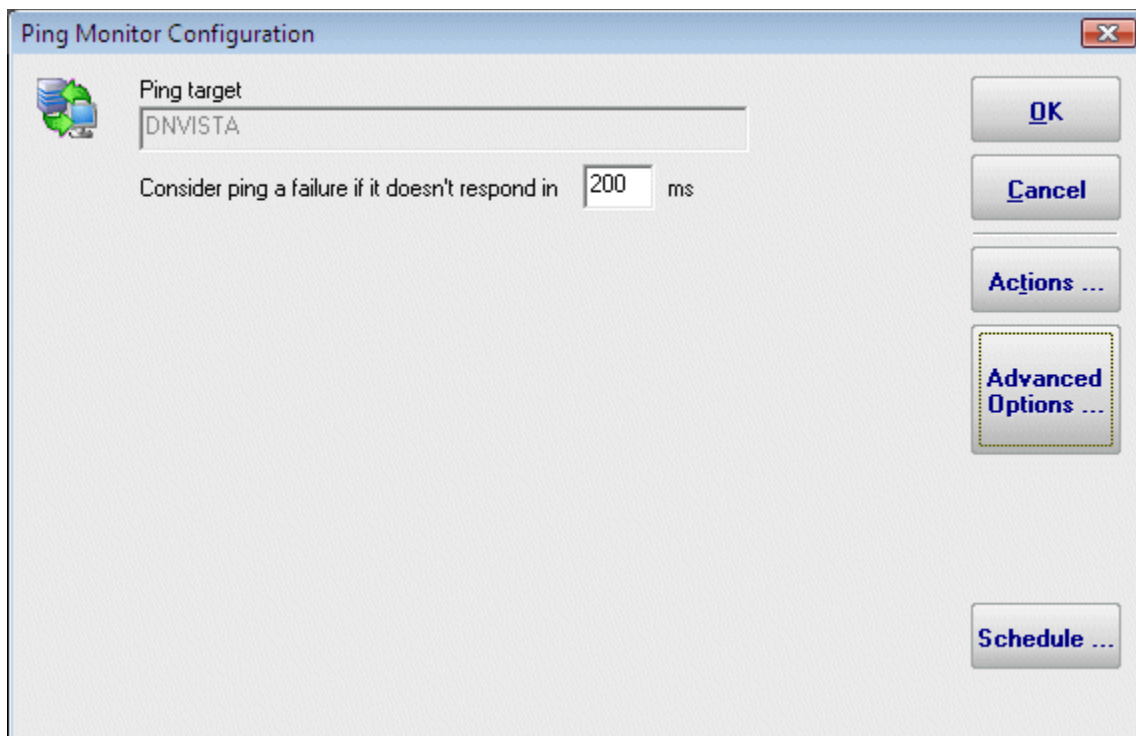 Ping Monitor Configuration
Ping target
DNVISTA
Consider ping a failure if it doesn't respond in 200 ms
OK
Cancel
Actions ...
Advanced
Options ...
Schedule ...